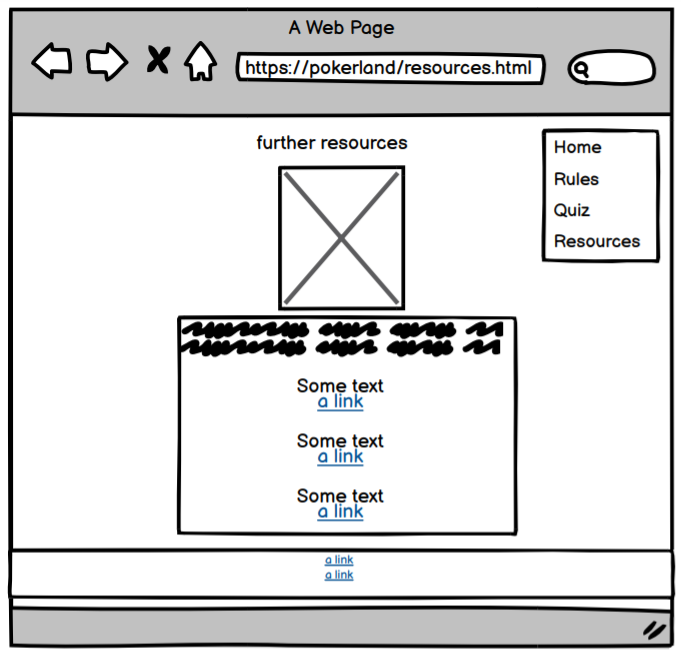 A Web Page
https://pokerland/resources.html
further resources
Home
Rules
Quiz
Resources
Some text
a link
Some text
a link
Some text
a link
a link
a link